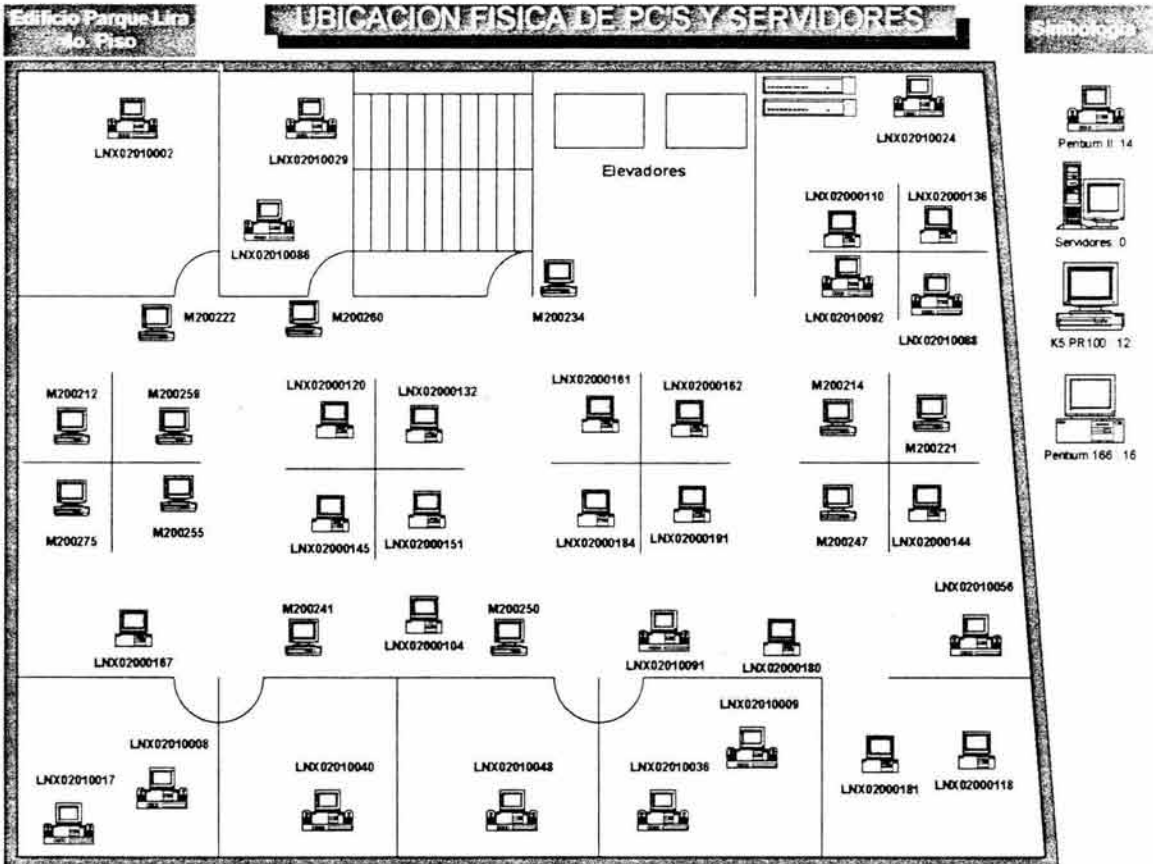 Edificio Parque Lira
4o. Piso
UBICACION FISICA DE PC'S Y SERVIDORES
Simbologia
LNX02010002
LNX02010029
LNX02010024
Pentium II: 14
Elevadores
LNX02000110
LNX02000136
LNX02010086
Servidores: 0
M200222
M200260
M200234
LNX02010092
LNX02010088
K5 PR100 12
M200212
M200259
LNX02000120
LNX02000132
LNX02000161
LNX02000162
M200214
M200221
Pentium 166 16
M200275
M200255
LNX02000145
LNX02000151
LNX02000184
LNX02000191
M200247
LNX02000144
LNX02010056
M200241
M200250
LNX02000167
LNX02000104
LNX02010091
LNX02000180
LNX02010009
LNX02010008
LNX02010017
LNX02010040
LNX02010048
LNX02010036
LNX02000181
LNX02000118